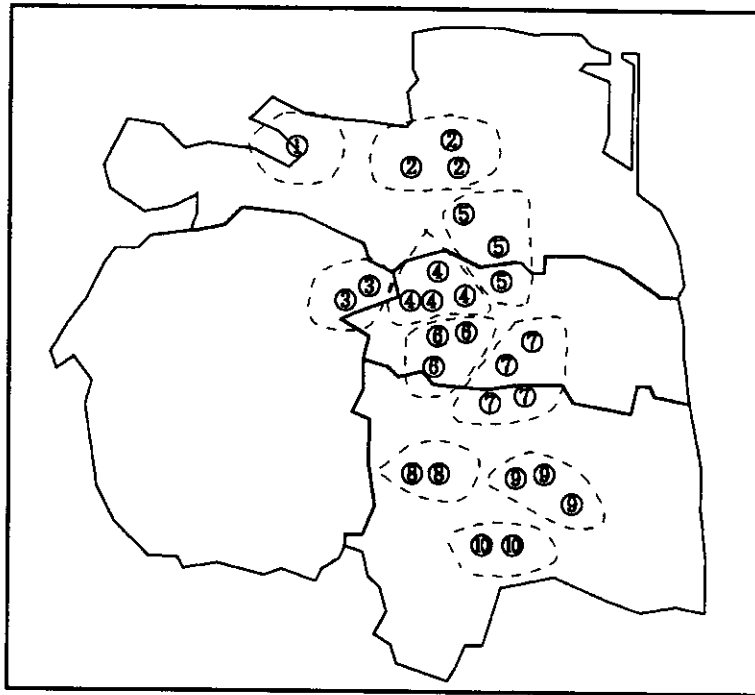 ①
② ② ②
⑤
⑤
③ ③
④ ④ ④ ④
⑤
⑥ ⑥ ⑥
⑦ ⑦
⑦ ⑦
⑧ ⑧
⑨ ⑨ ⑨
⑩ ⑩